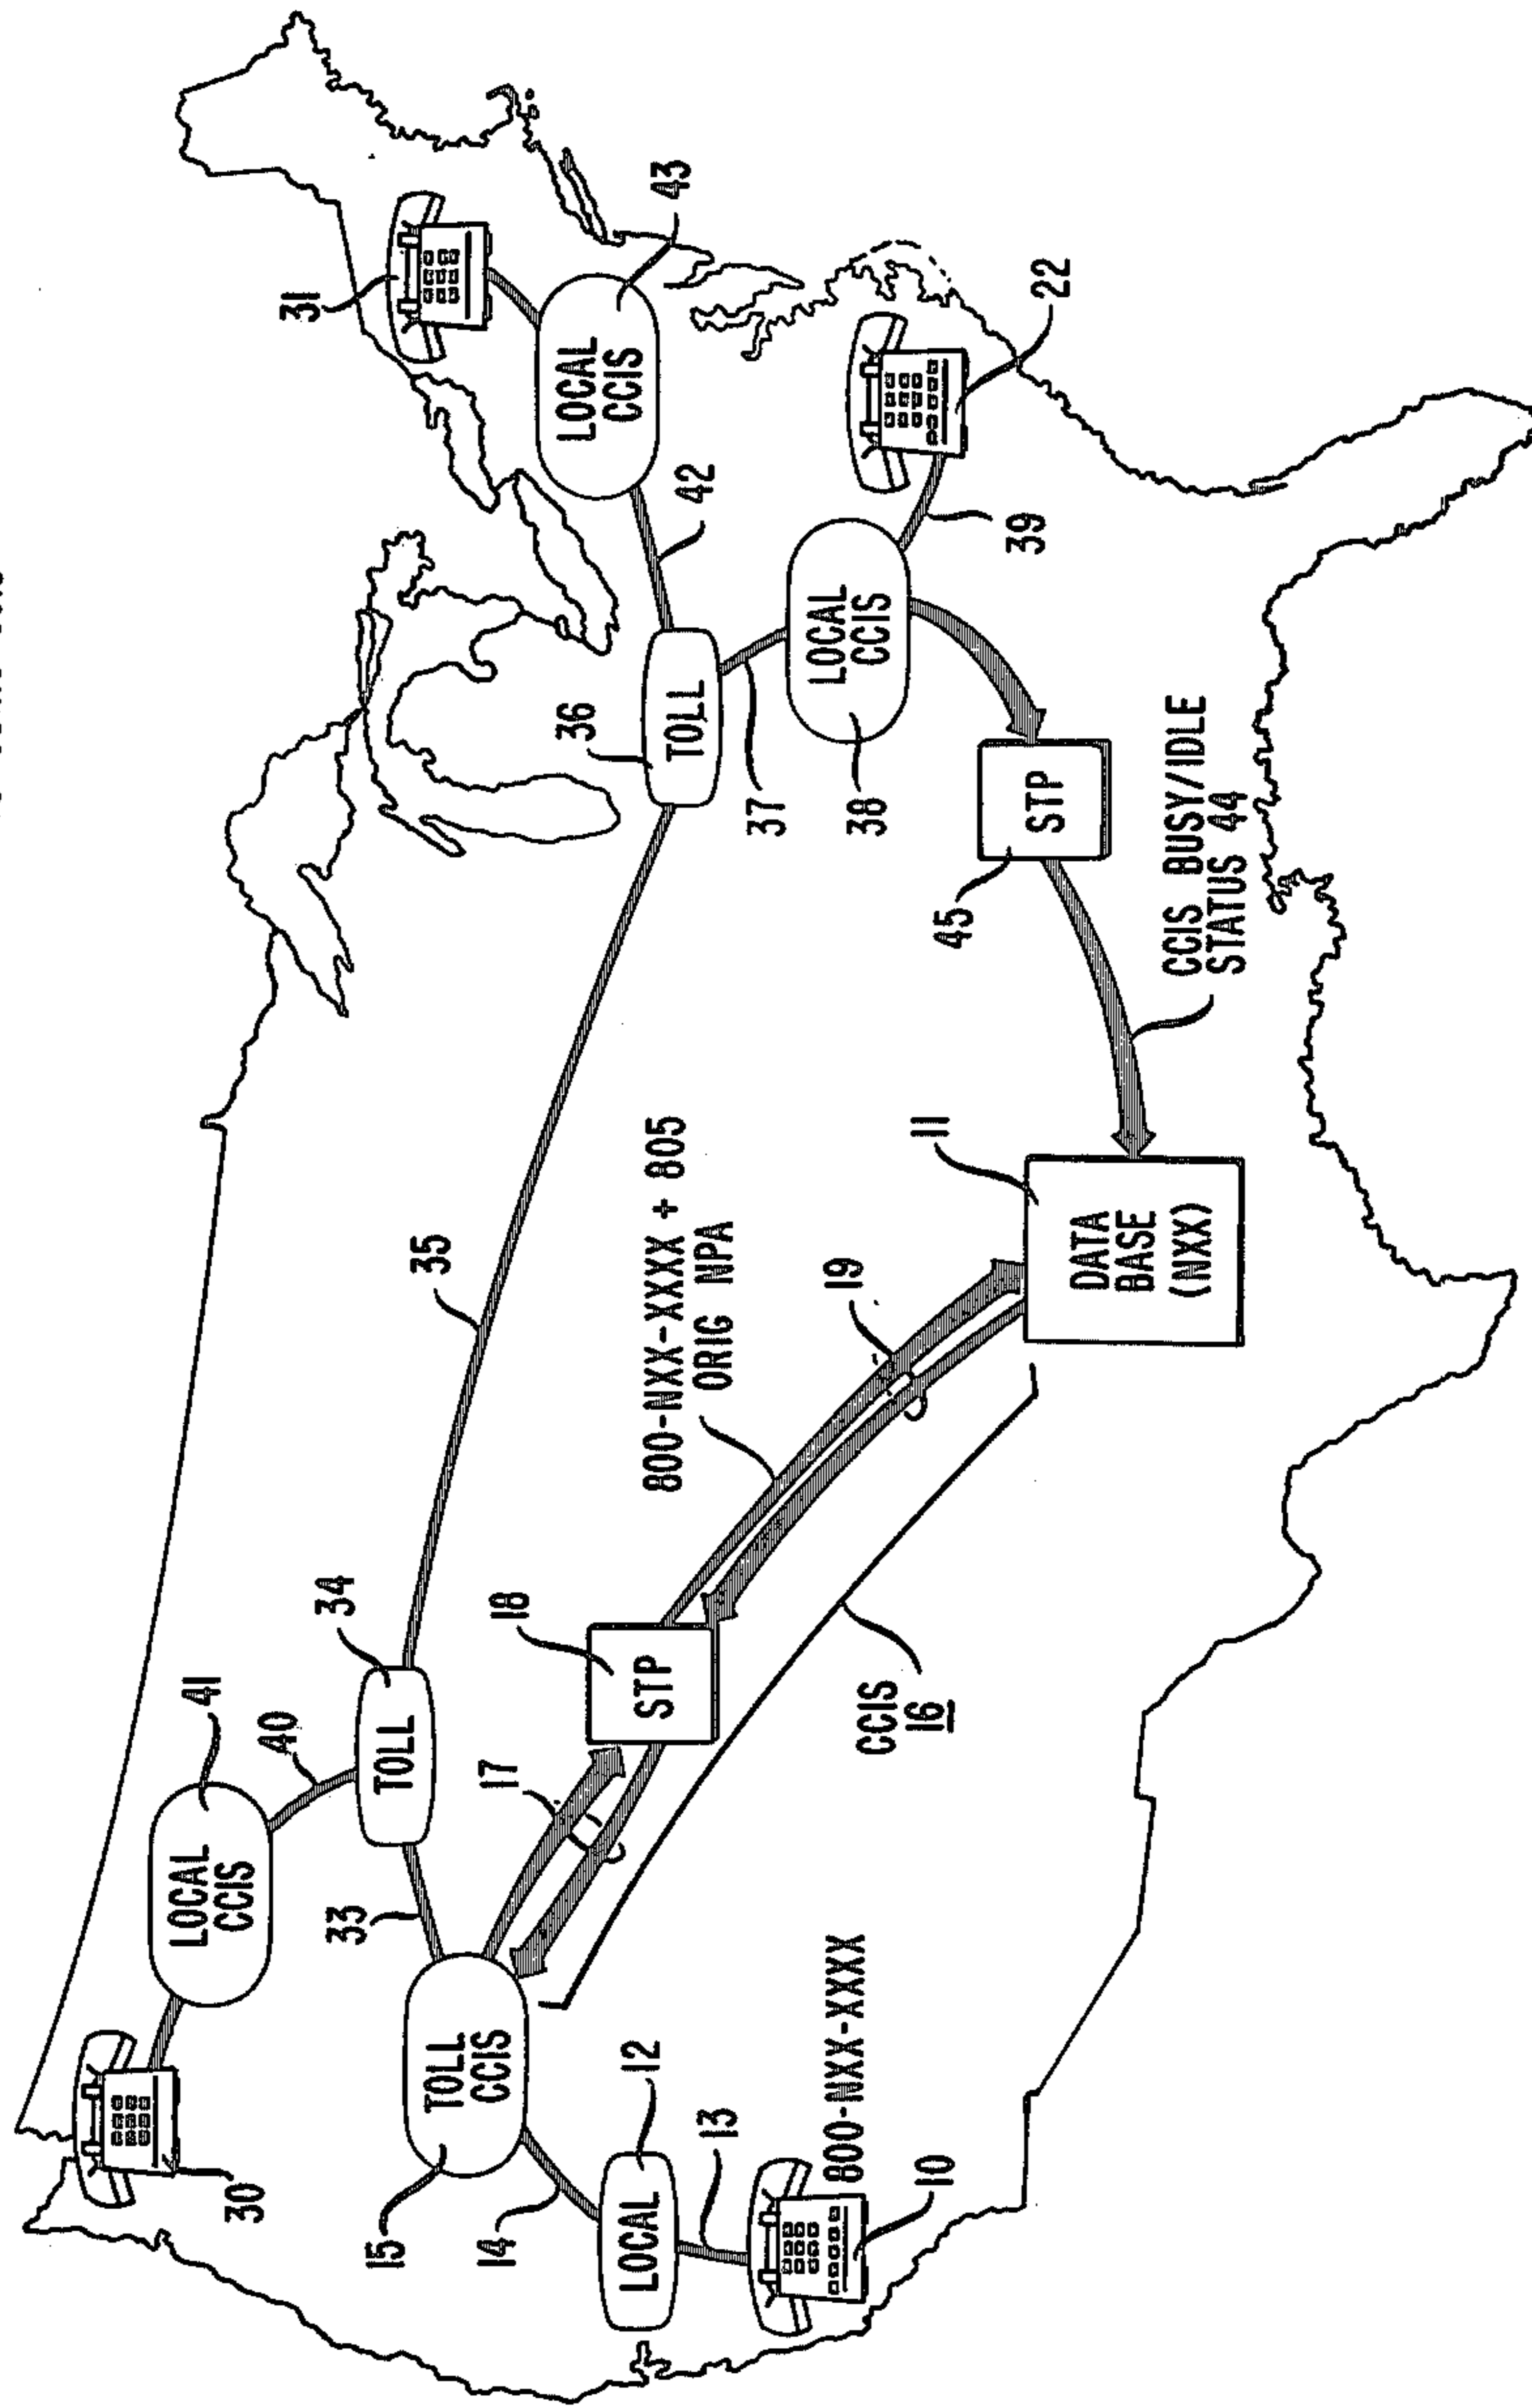 30
41
LOCAL
CCIS
40
34
TOLL
33
15
TOLL
CCIS
14
12
LOCAL
13
800-NXX-XXXX
10
17
18
STP
CCIS
16
35
800-NXX-XXXX + 805
ORIG NPA
19
11
DATA
BASE
(NXX)
31
LOCAL
CCIS
43
42
36
TOLL
37
LOCAL
CCIS
38
22
39
STP
45
CCIS BUSY/IDLE
STATUS 44